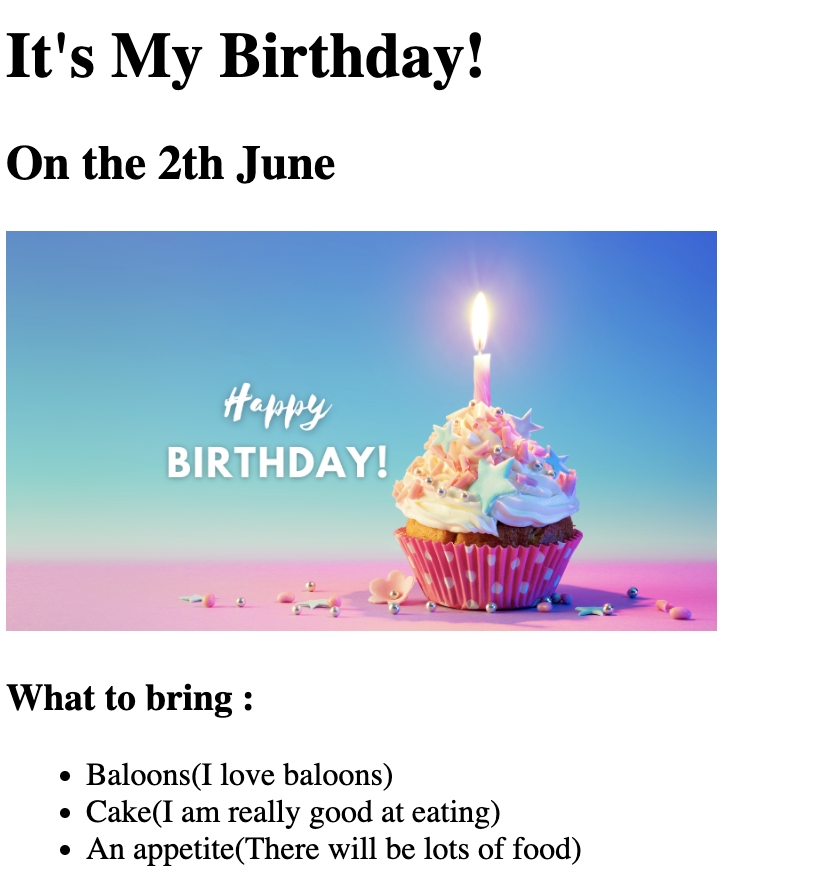 It's My Birthday!
On the 2th June
Happy
BIRTHDAY!
What to bring :
Baloons(I love baloons)
Cake(I am really good at eating)
An appetite(There will be lots of food)